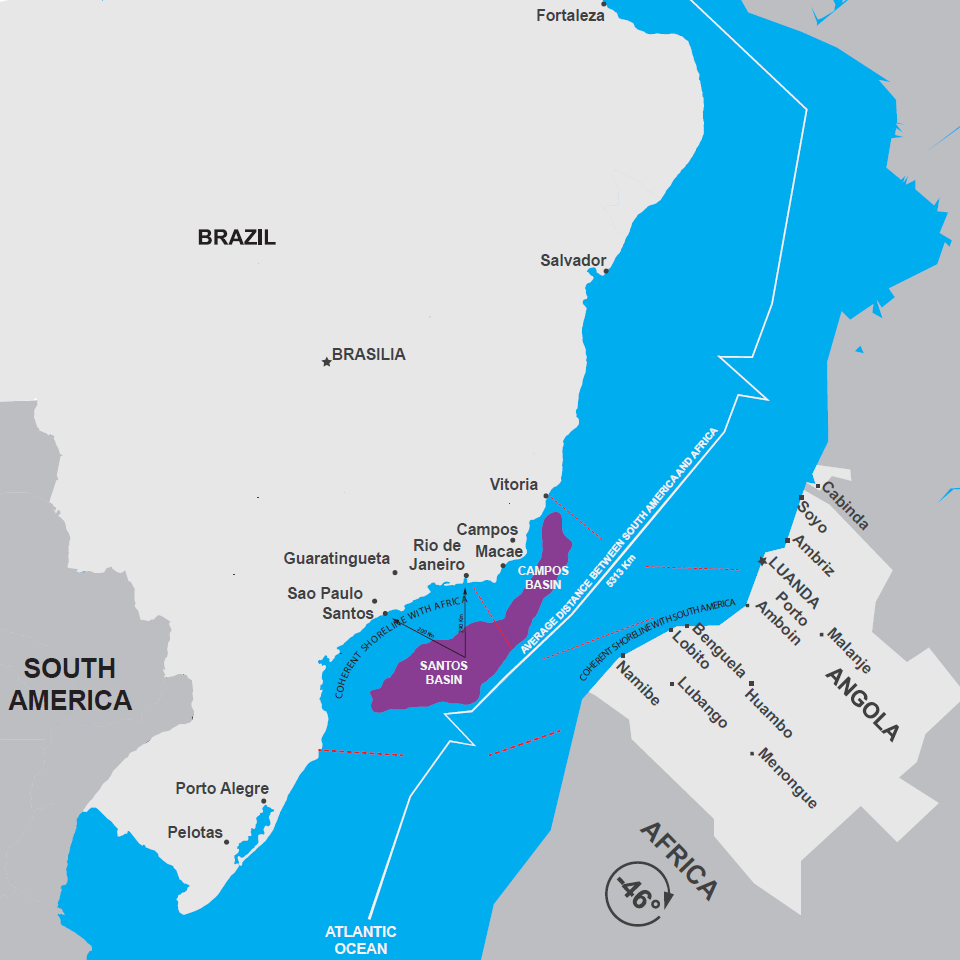 Fortaleza
BRAZIL
Salvador
BRASILIA
Vitoria
Campos
Rio de
Janeiro
Macae
Guaratingueta
Sao Paulo
Santos
CAMPOS
BASIN
SANTOS
BASIN
COHERENT SHORELINE WITH AFRICA
AVERAGE DISTANCE BETWEEN SOUTH AMERICA AND AFRICA
5313 Km
COHERENT SHORELINE WITH SOUTH AMERICA
Cabinda
Soyo
Ambriz
LUANDA
Porto
Amboin
Malanje
Benguela
Lobito
Namibe
Lubango
Huambo
Menongue
ANGOLA
SOUTH
AMERICA
Porto Alegre
Pelotas
AFRICA
-46°
ATLANTIC
OCEAN